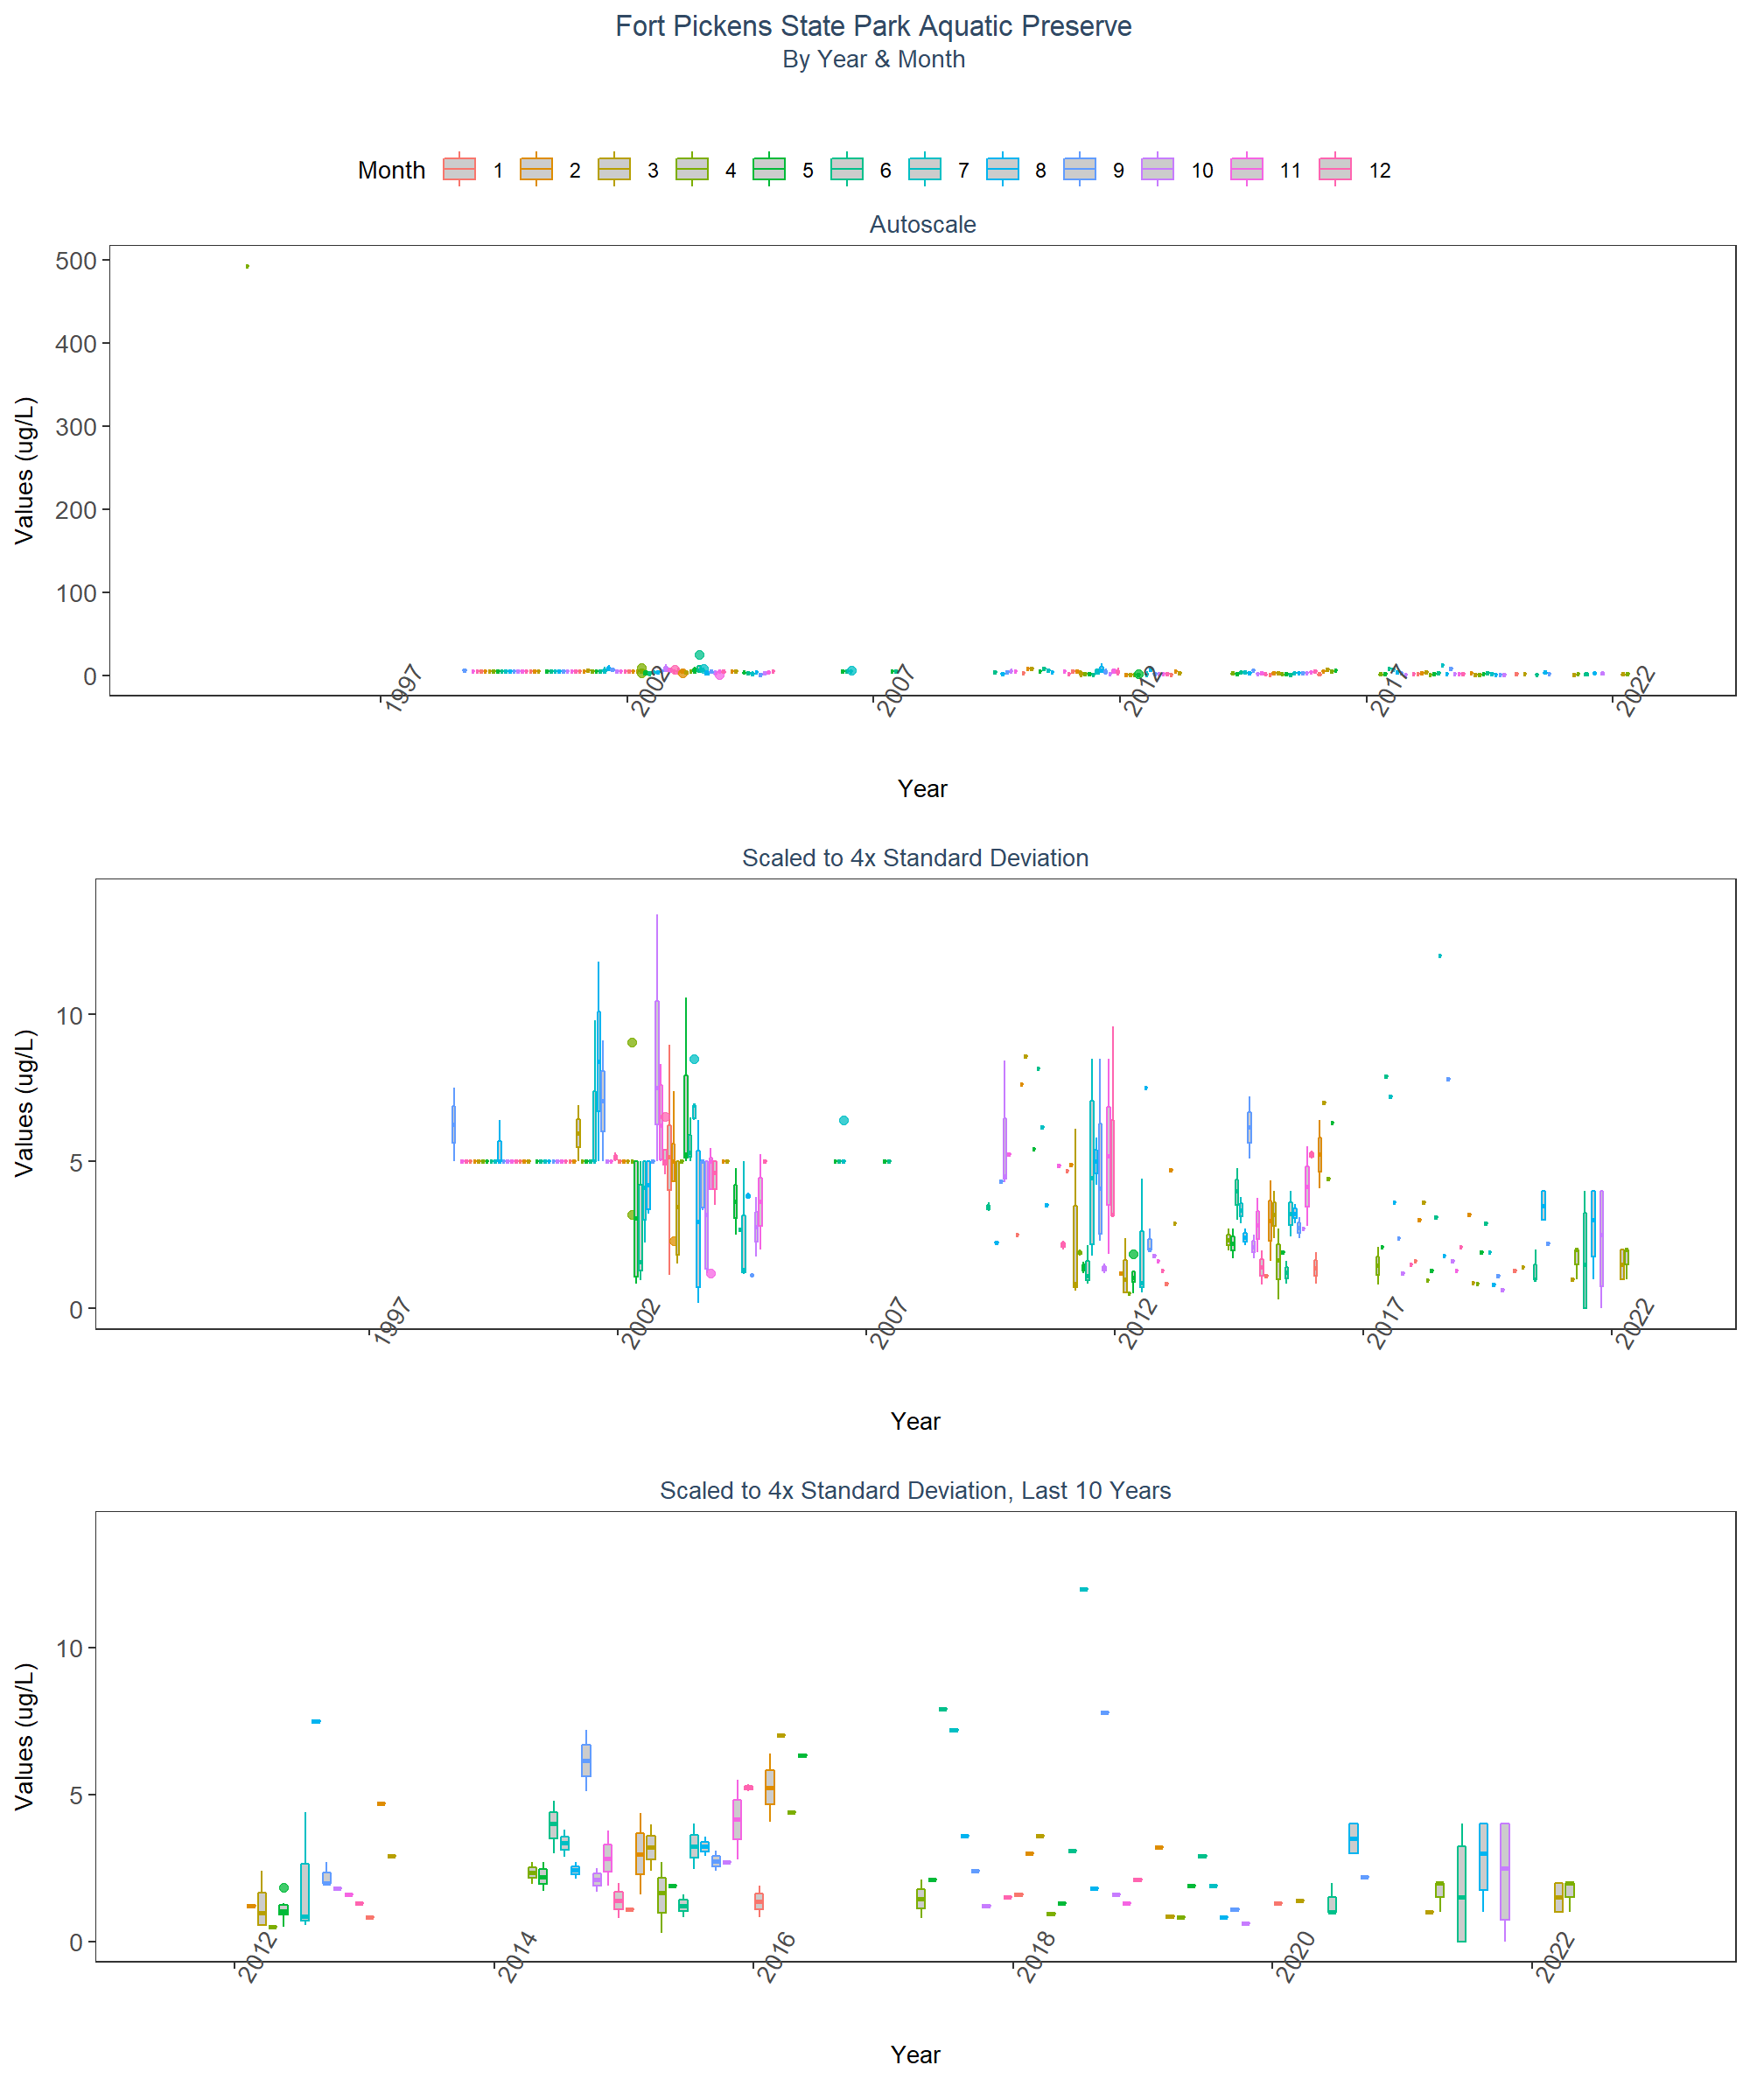 Fort Pickens State Park Aquatic Preserve
By Year & Month
Month 1 2 3 4 5 6 7 8 9 10 11 12
Autoscale
Values (ug/L)
500
400
300
200
100
0
1997 2002 2007 2012 2017 2022
Year
Scaled to 4x Standard Deviation
Values (ug/L)
10
5
0
1997 2002 2007 2012 2017 2022
Year
Scaled to 4x Standard Deviation, Last 10 Years
Values (ug/L)
10
5
0
2012 2014 2016 2018 2020 2022
Year